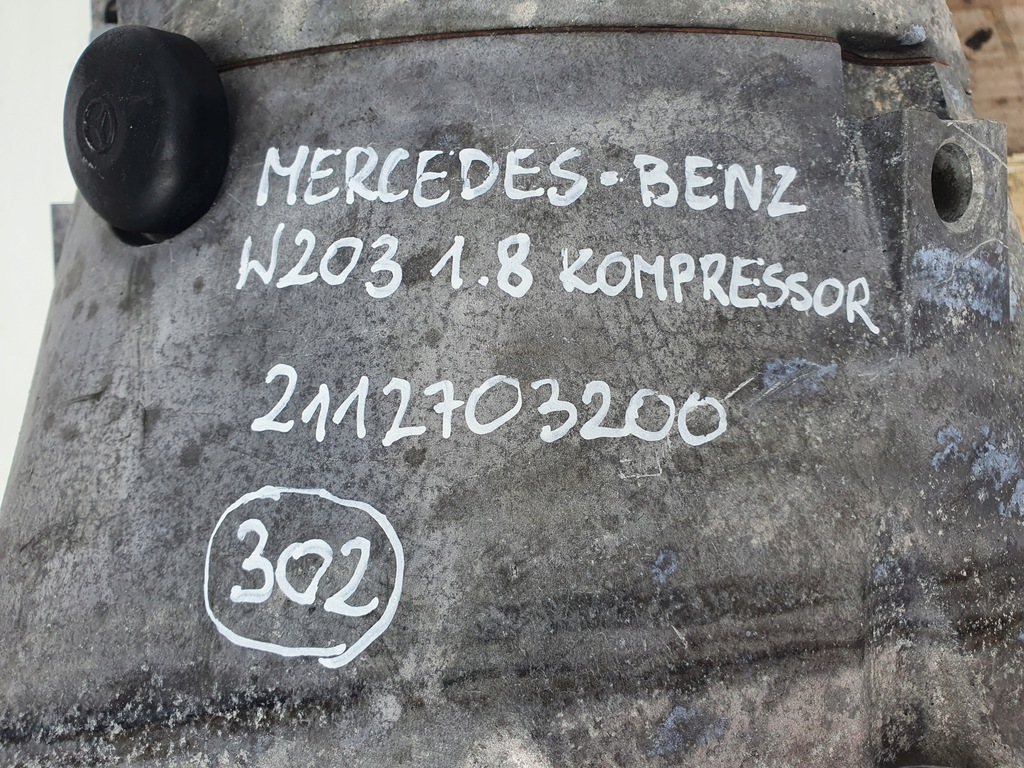 MERCEDES-BENZ
W203 1.8 KOMPRESSOR
2112703200
302